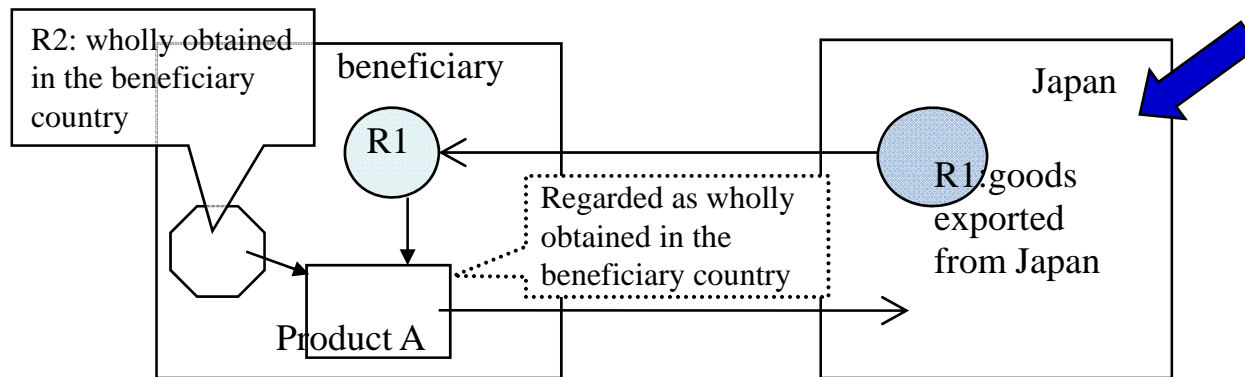 R2: wholly obtained
in the beneficiary
country
beneficiary
R1
Product A
Regarded as wholly
obtained in the
beneficiary country
Japan
R1:goods
exported
from Japan